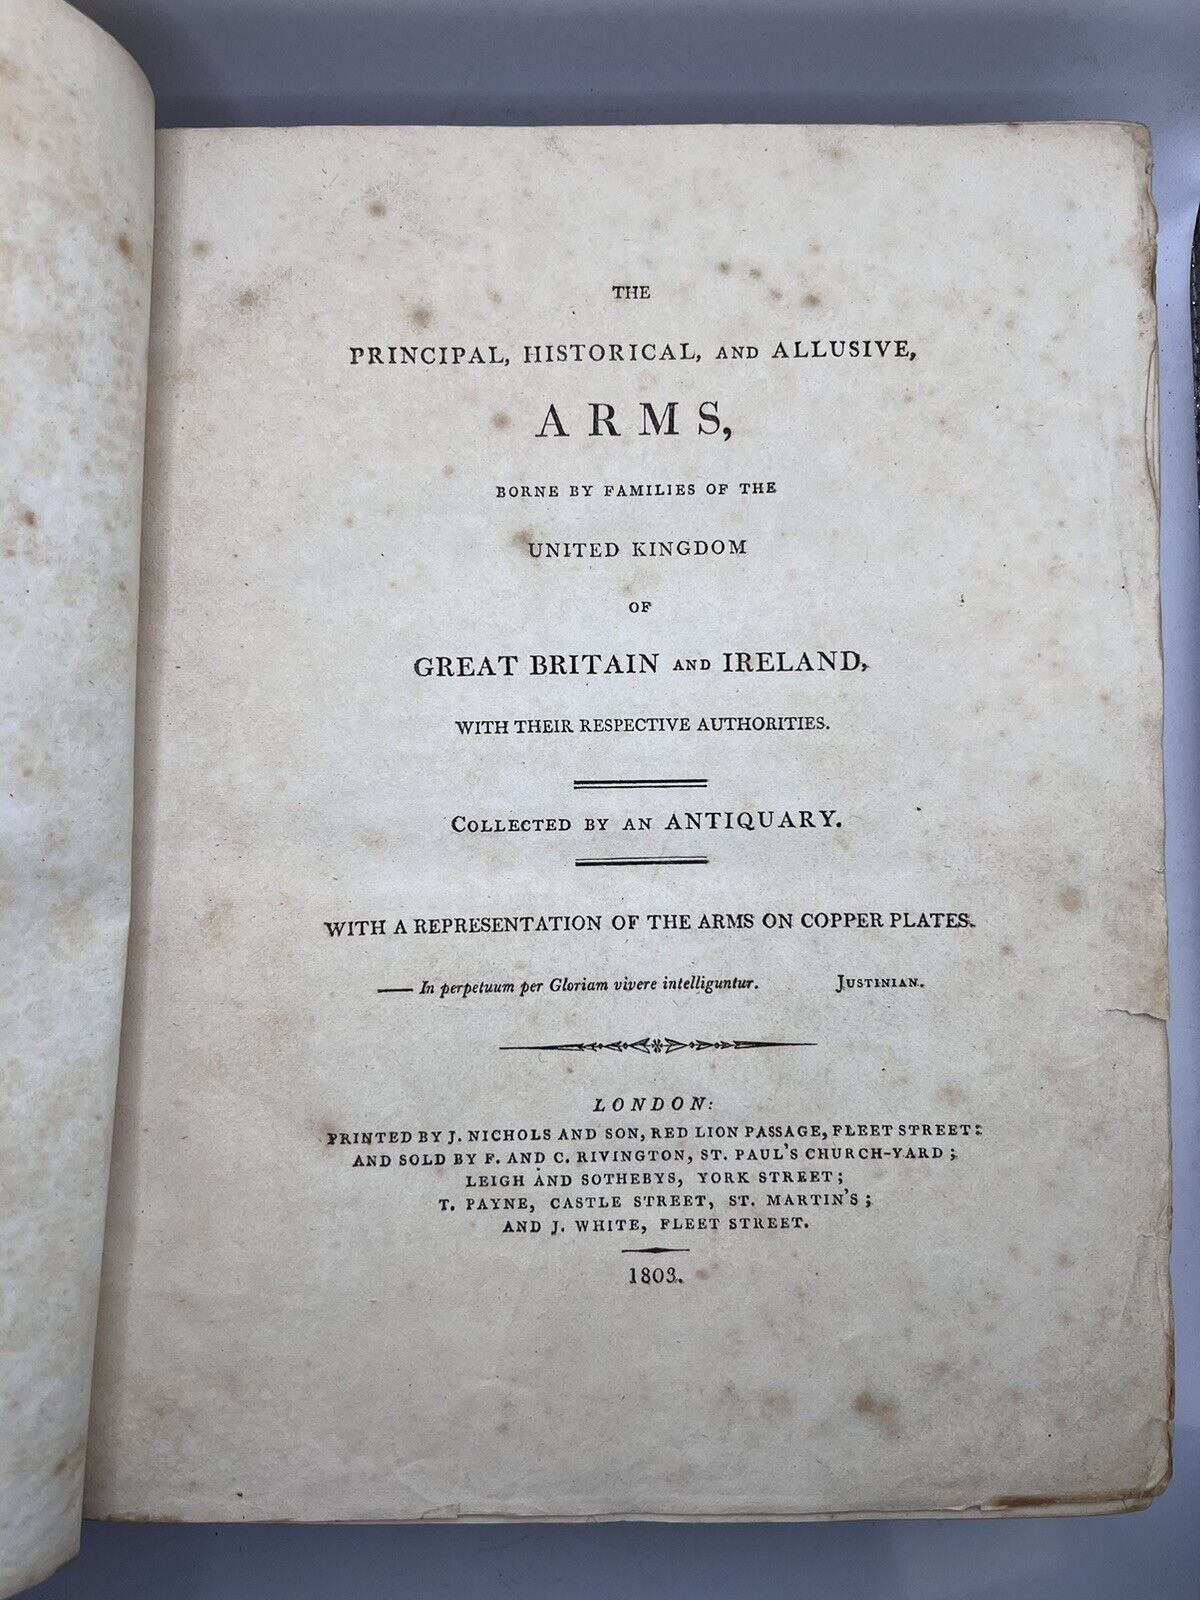 THE
PRINCIPAL, HISTORICAL, AND ALLUSIVE,
ARMS,
BORNE BY FAMILIES OF THE
UNITED KINGDOM
OF
GREAT BRITAIN AND IRELAND,
WITH THEIR RESPECTIVE AUTHORITIES.
COLLECTED BY AN ANTIQUARY.
WITH A REPRESENTATION OF THE ARMS ON COPPER PLATES.
—— In perpetuum per Gloriam vivere intelliguntur. JUSTINIAN.
LONDON:
PRINTED BY J. NICHOLS AND SON, RED LION PASSAGE, FLEET STREET:
AND SOLD BY F. AND C. RIVINGTON, ST. PAUL'S CHURCH-YARD;
LEIGH AND SOTHEBYS, YORK STREET;
T. PAYNE, CASTLE STREET, ST. MARTIN'S;
AND J. WHITE, FLEET STREET.
1803.